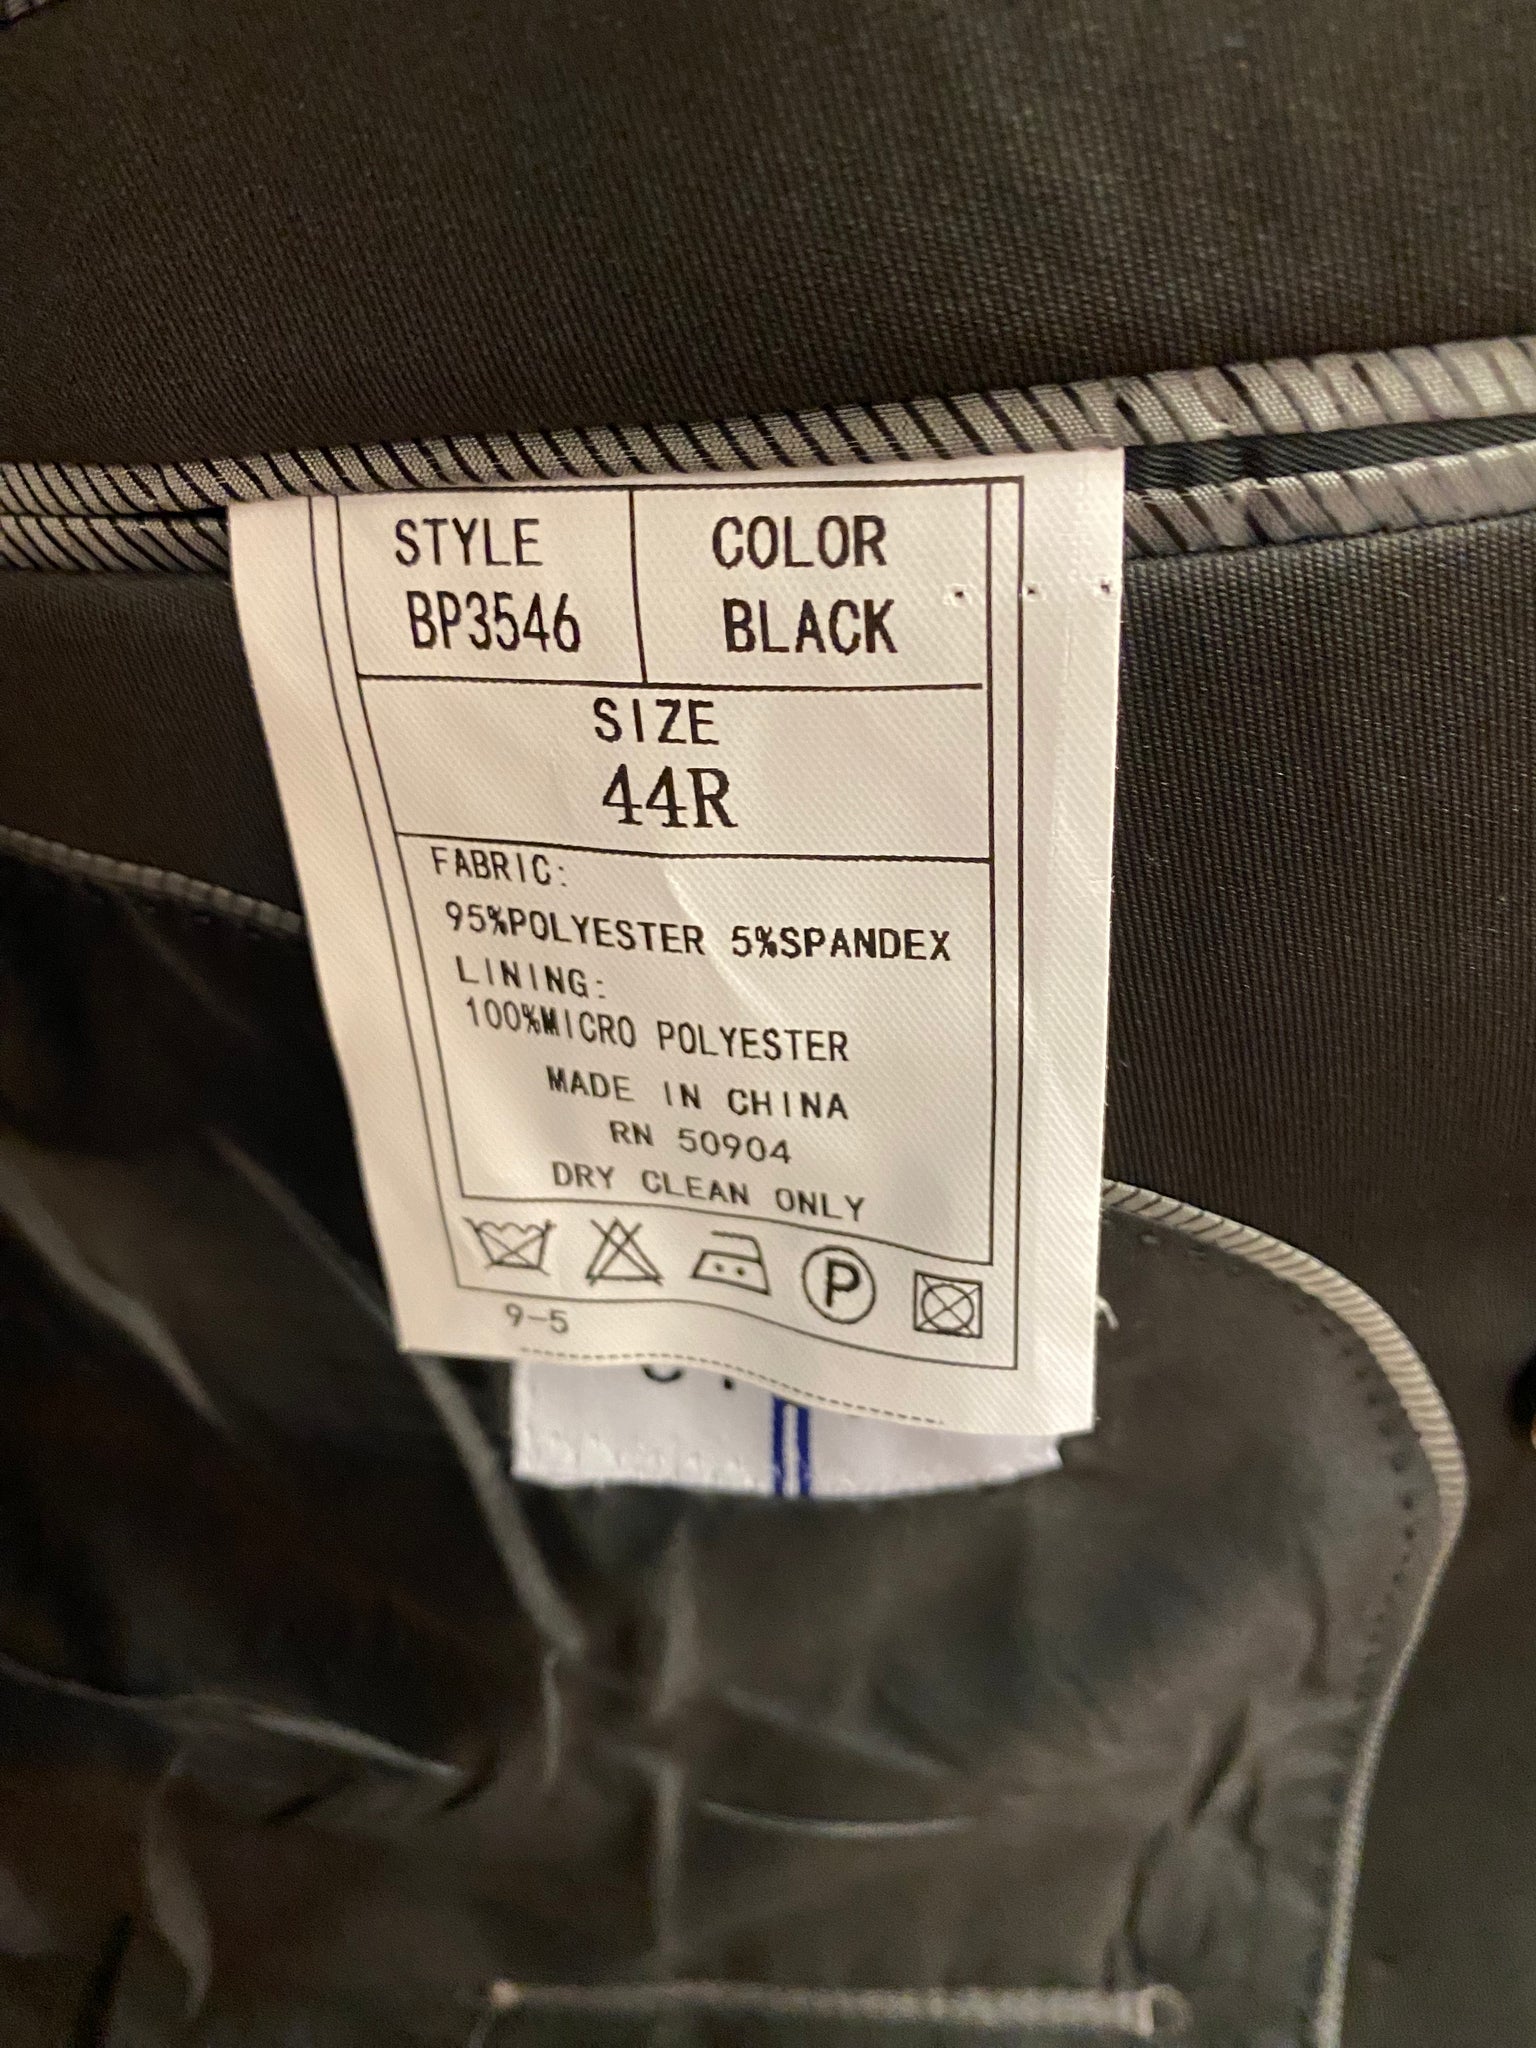 STYLE COLOR
BP3546 BLACK
SIZE
44R
FABRIC:
95%POLYESTER 5%SPANDEX
LINING:
100%MICRO POLYESTER
MADE IN CHINA
RN 50904
DRY CLEAN ONLY
P
9-5